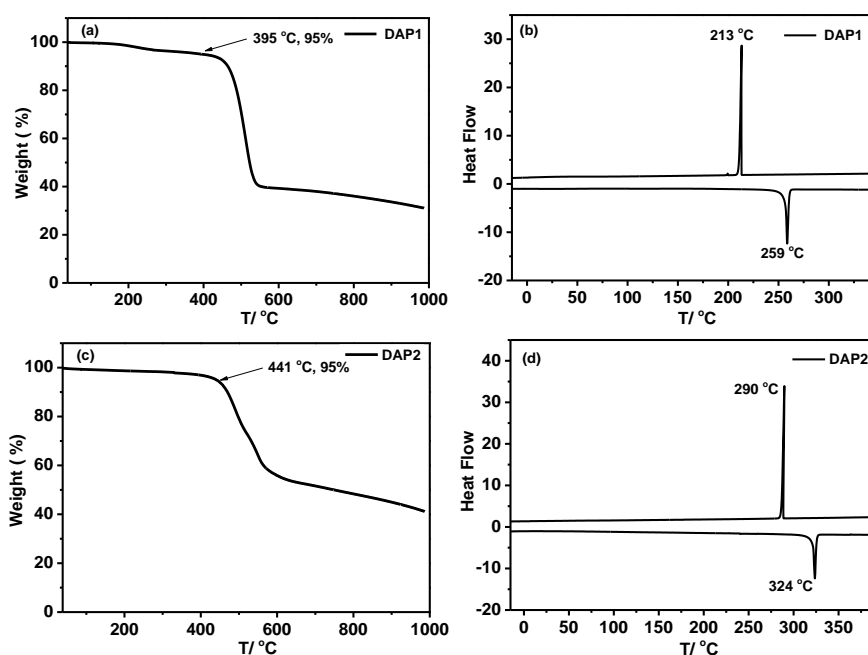 (a)
DAP1
395 °C, 95%
Weight ( %)
100
80
60
40
20
0
200 400 600 800 1000
T/ °C
(b)
213 °C
DAP1
Heat Flow
30
20
10
0
-10
-20
259 °C
0 50 100 150 200 250 300
T/ °C
(c)
DAP2
441 °C, 95%
Weight ( %)
100
80
60
40
20
0
200 400 600 800 1000
T/ °C
(d)
DAP2
290 °C
Heat Flow
40
30
20
10
0
-10
-20
324 °C
0 50 100 150 200 250 300 350
T/ °C